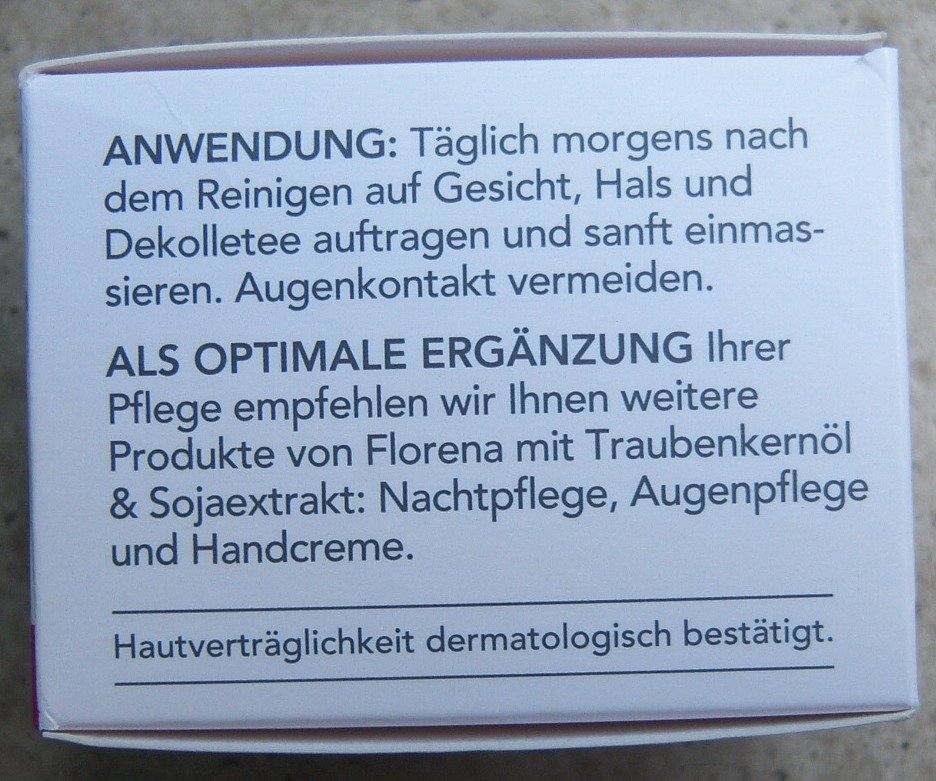 ANWENDUNG: Täglich morgens nach
dem Reinigen auf Gesicht, Hals und
Dekolletee auftragen und sanft einmas-
sieren. Augenkontakt vermeiden.
ALS OPTIMALE ERGÄNZUNG Ihrer
Pflege empfehlen wir Ihnen weitere
Produkte von Florena mit Traubenkernöl
& Sojaextrakt: Nachtpflege, Augenpflege
und Handcreme.
Hautverträglichkeit dermatologisch bestätigt.